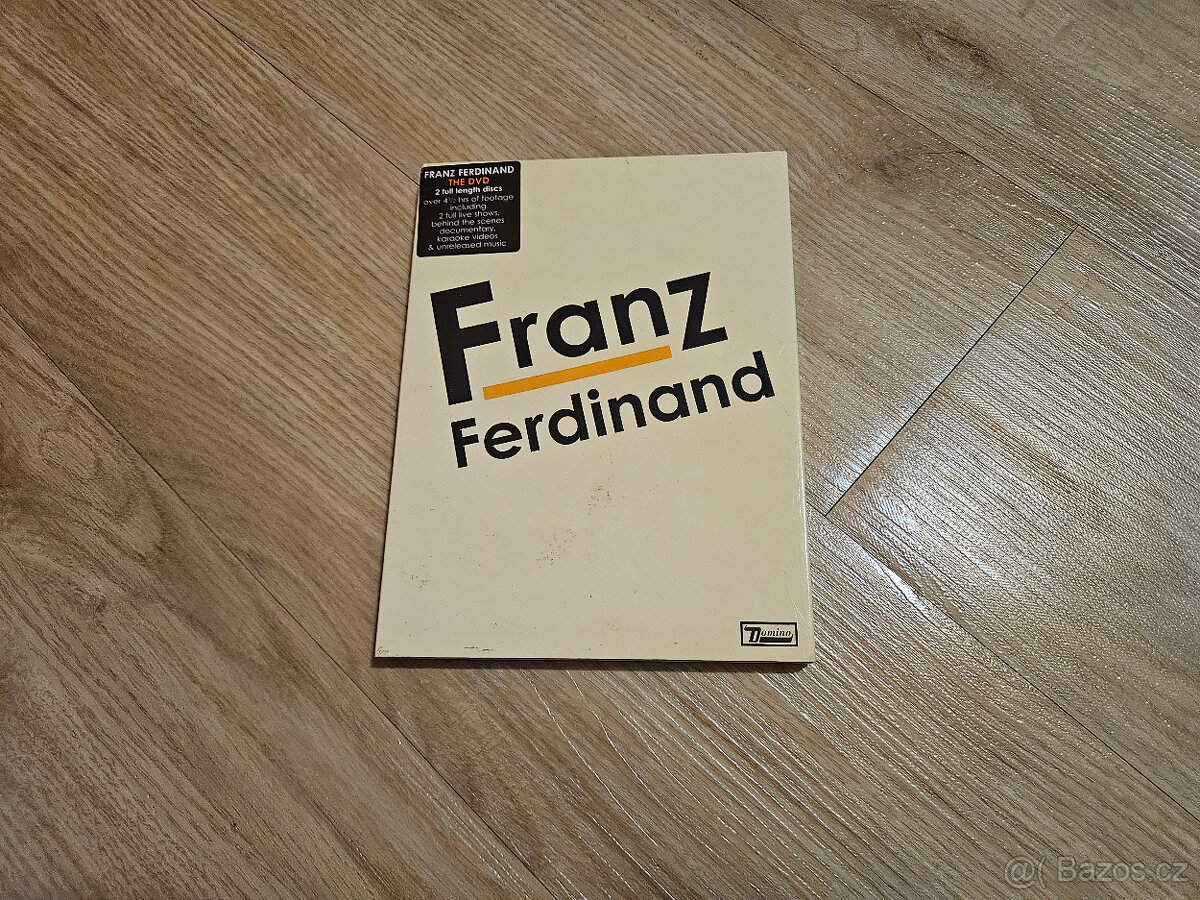 FRANZ FERDINAND
THE DVD
2 full length discs
over 4½ hrs of footage
including
2 full live shows,
behind the scenes
documentary,
karaoke videos
& unreleased music
Franz
Ferdinand
Domino
@( Bazos.cz